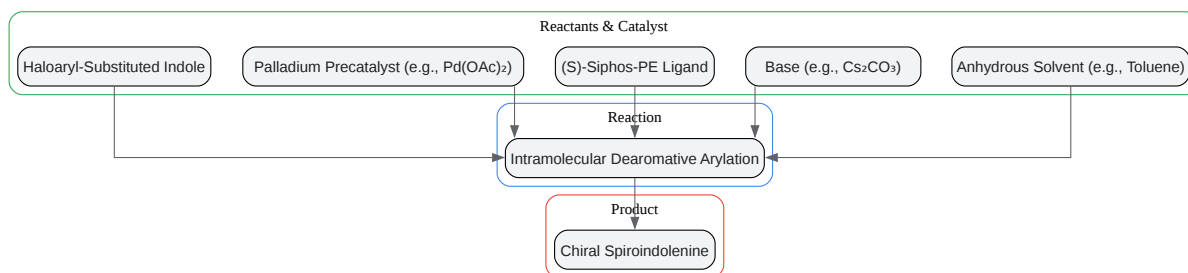 Reactants & Catalyst
Haloaryl-Substituted Indole
Palladium Precatalyst (e.g., Pd(OAc)₂)
(S)-Siphos-PE Ligand
Base (e.g., Cs₂CO₃)
Anhydrous Solvent (e.g., Toluene)
Reaction
Intramolecular Dearomative Arylation
Product
Chiral Spiroindolenine